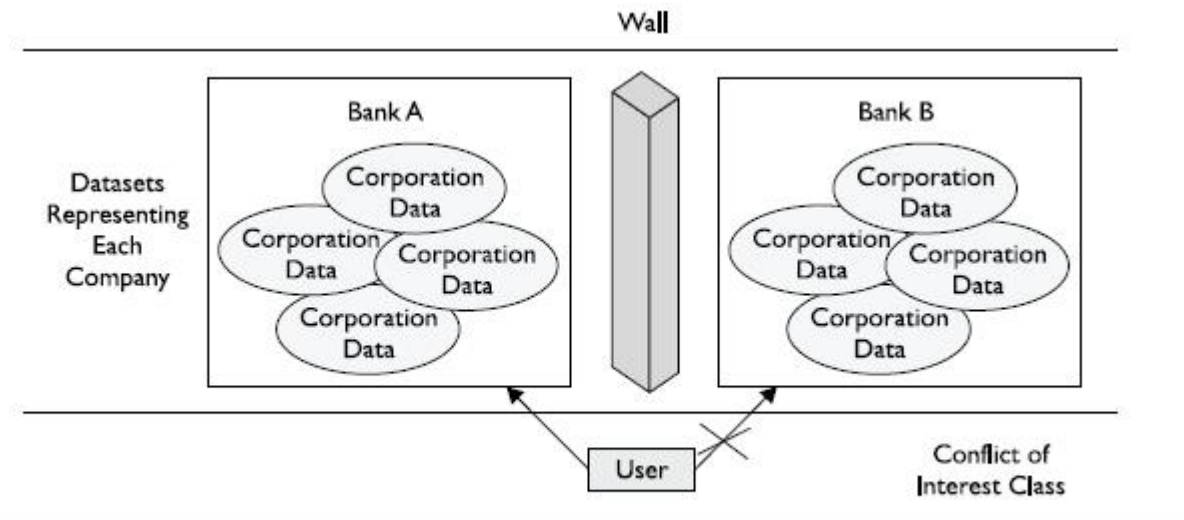 Wall
Bank A
Bank B
Datasets
Representing
Each
Company
Corporation
Data
Corporation
Data
Corporation
Data
Corporation
Data
Corporation
Data
Corporation
Data
Corporation
Data
Corporation
Data
User
Conflict of
Interest Class